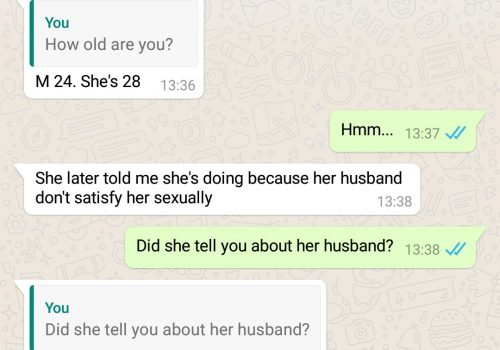 You
How old are you?
M 24. She's 28 13:36
Hmm... 13:37
She later told me she's doing because her husband
don't satisfy her sexually
13:38
Did she tell you about her husband? 13:38
You
Did she tell you about her husband?